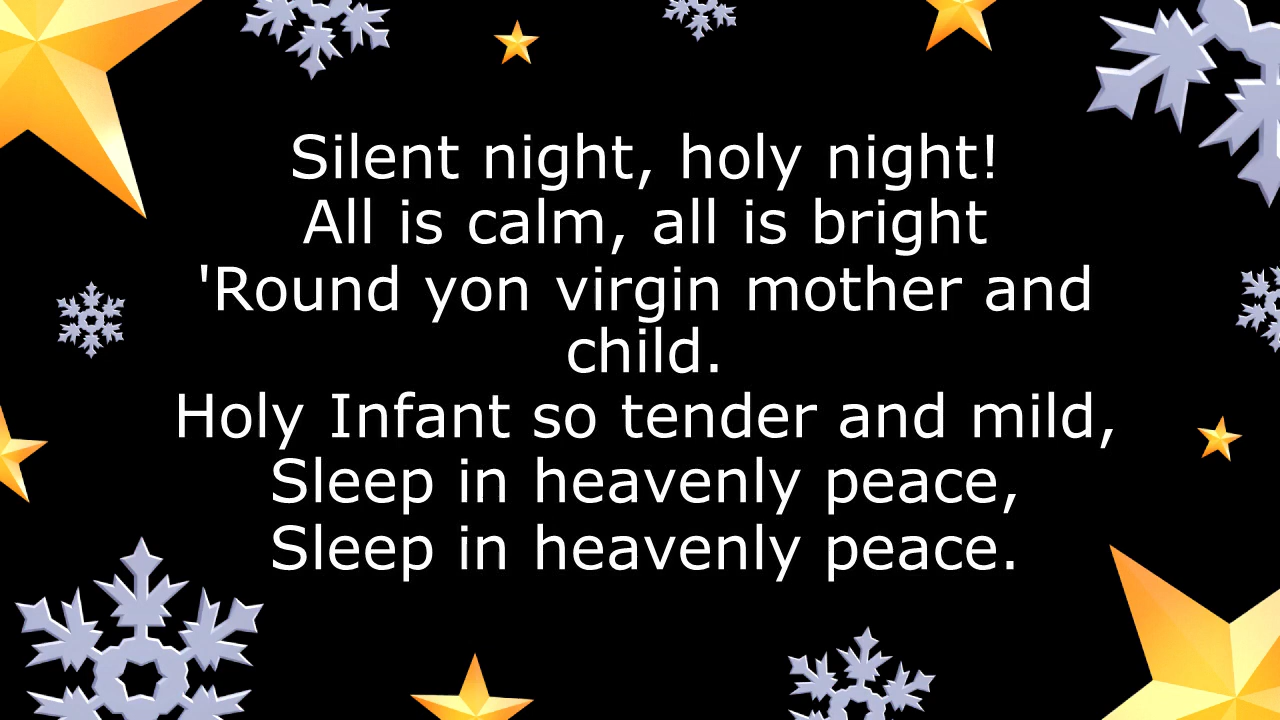 Silent night, holy night!
All is calm, all is bright
'Round yon virgin mother and
child.
Holy Infant so tender and mild,
Sleep in heavenly peace,
Sleep in heavenly peace.